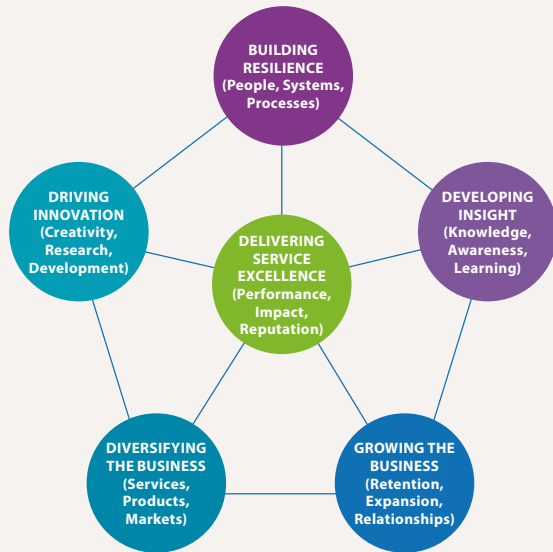 BUILDING
RESILIENCE
(People, Systems,
Processes)
DRIVING
INNOVATION
(Creativity,
Research,
Development)
DEVELOPING
INSIGHT
(Knowledge,
Awareness,
Learning)
DELIVERING
SERVICE
EXCELLENCE
(Performance,
Impact,
Reputation)
DIVERSIFYING
THE BUSINESS
(Services,
Products,
Markets)
GROWING THE
BUSINESS
(Retention,
Expansion,
Relationships)